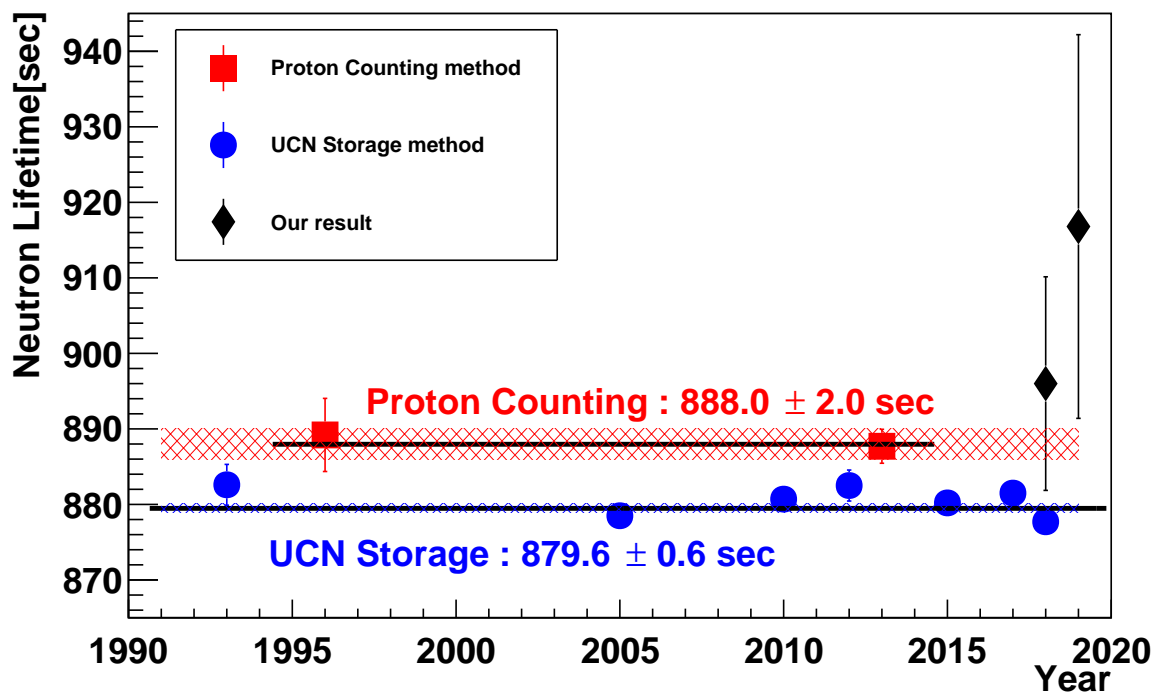 Neutron Lifetime[sec]
940
930
920
910
900
890
880
870
Proton Counting method
UCN Storage method
Our result
Proton Counting : 888.0 ± 2.0 sec
UCN Storage : 879.6 ± 0.6 sec
1990 1995 2000 2005 2010 2015 2020
Year